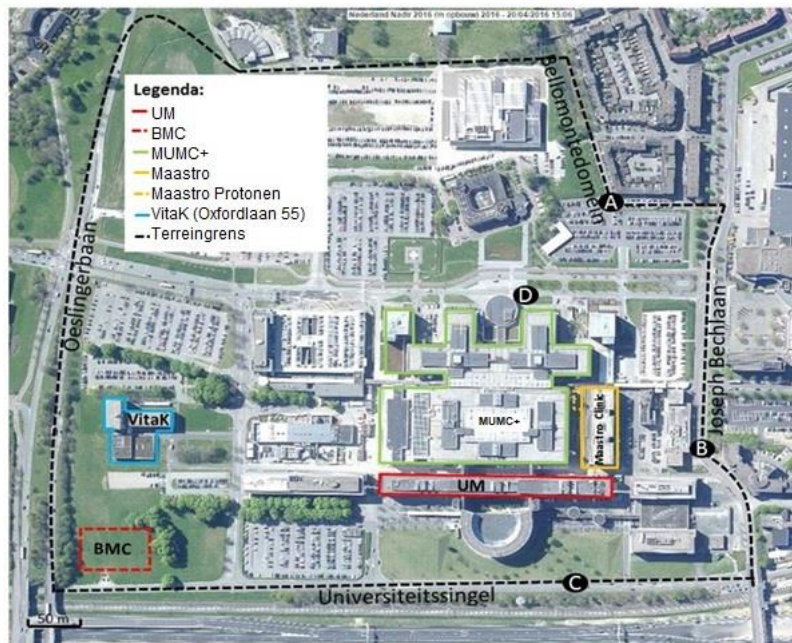 Nederland Nadir 2016 (in opbouw) 2016 - 20/04/2016 15:06
Legenda:
UM
BMC
MUMC+
Maastro
Maastro Protonen
VitaK (Oxfordlaan 55)
Terreingrens
Bellomontedomein
A
Oeslingerbaan
D
Joseph Bechlaan
VitaK
MUMC+
Maastro Clinic
B
UM
BMC
C
Universiteitssingel
50 m